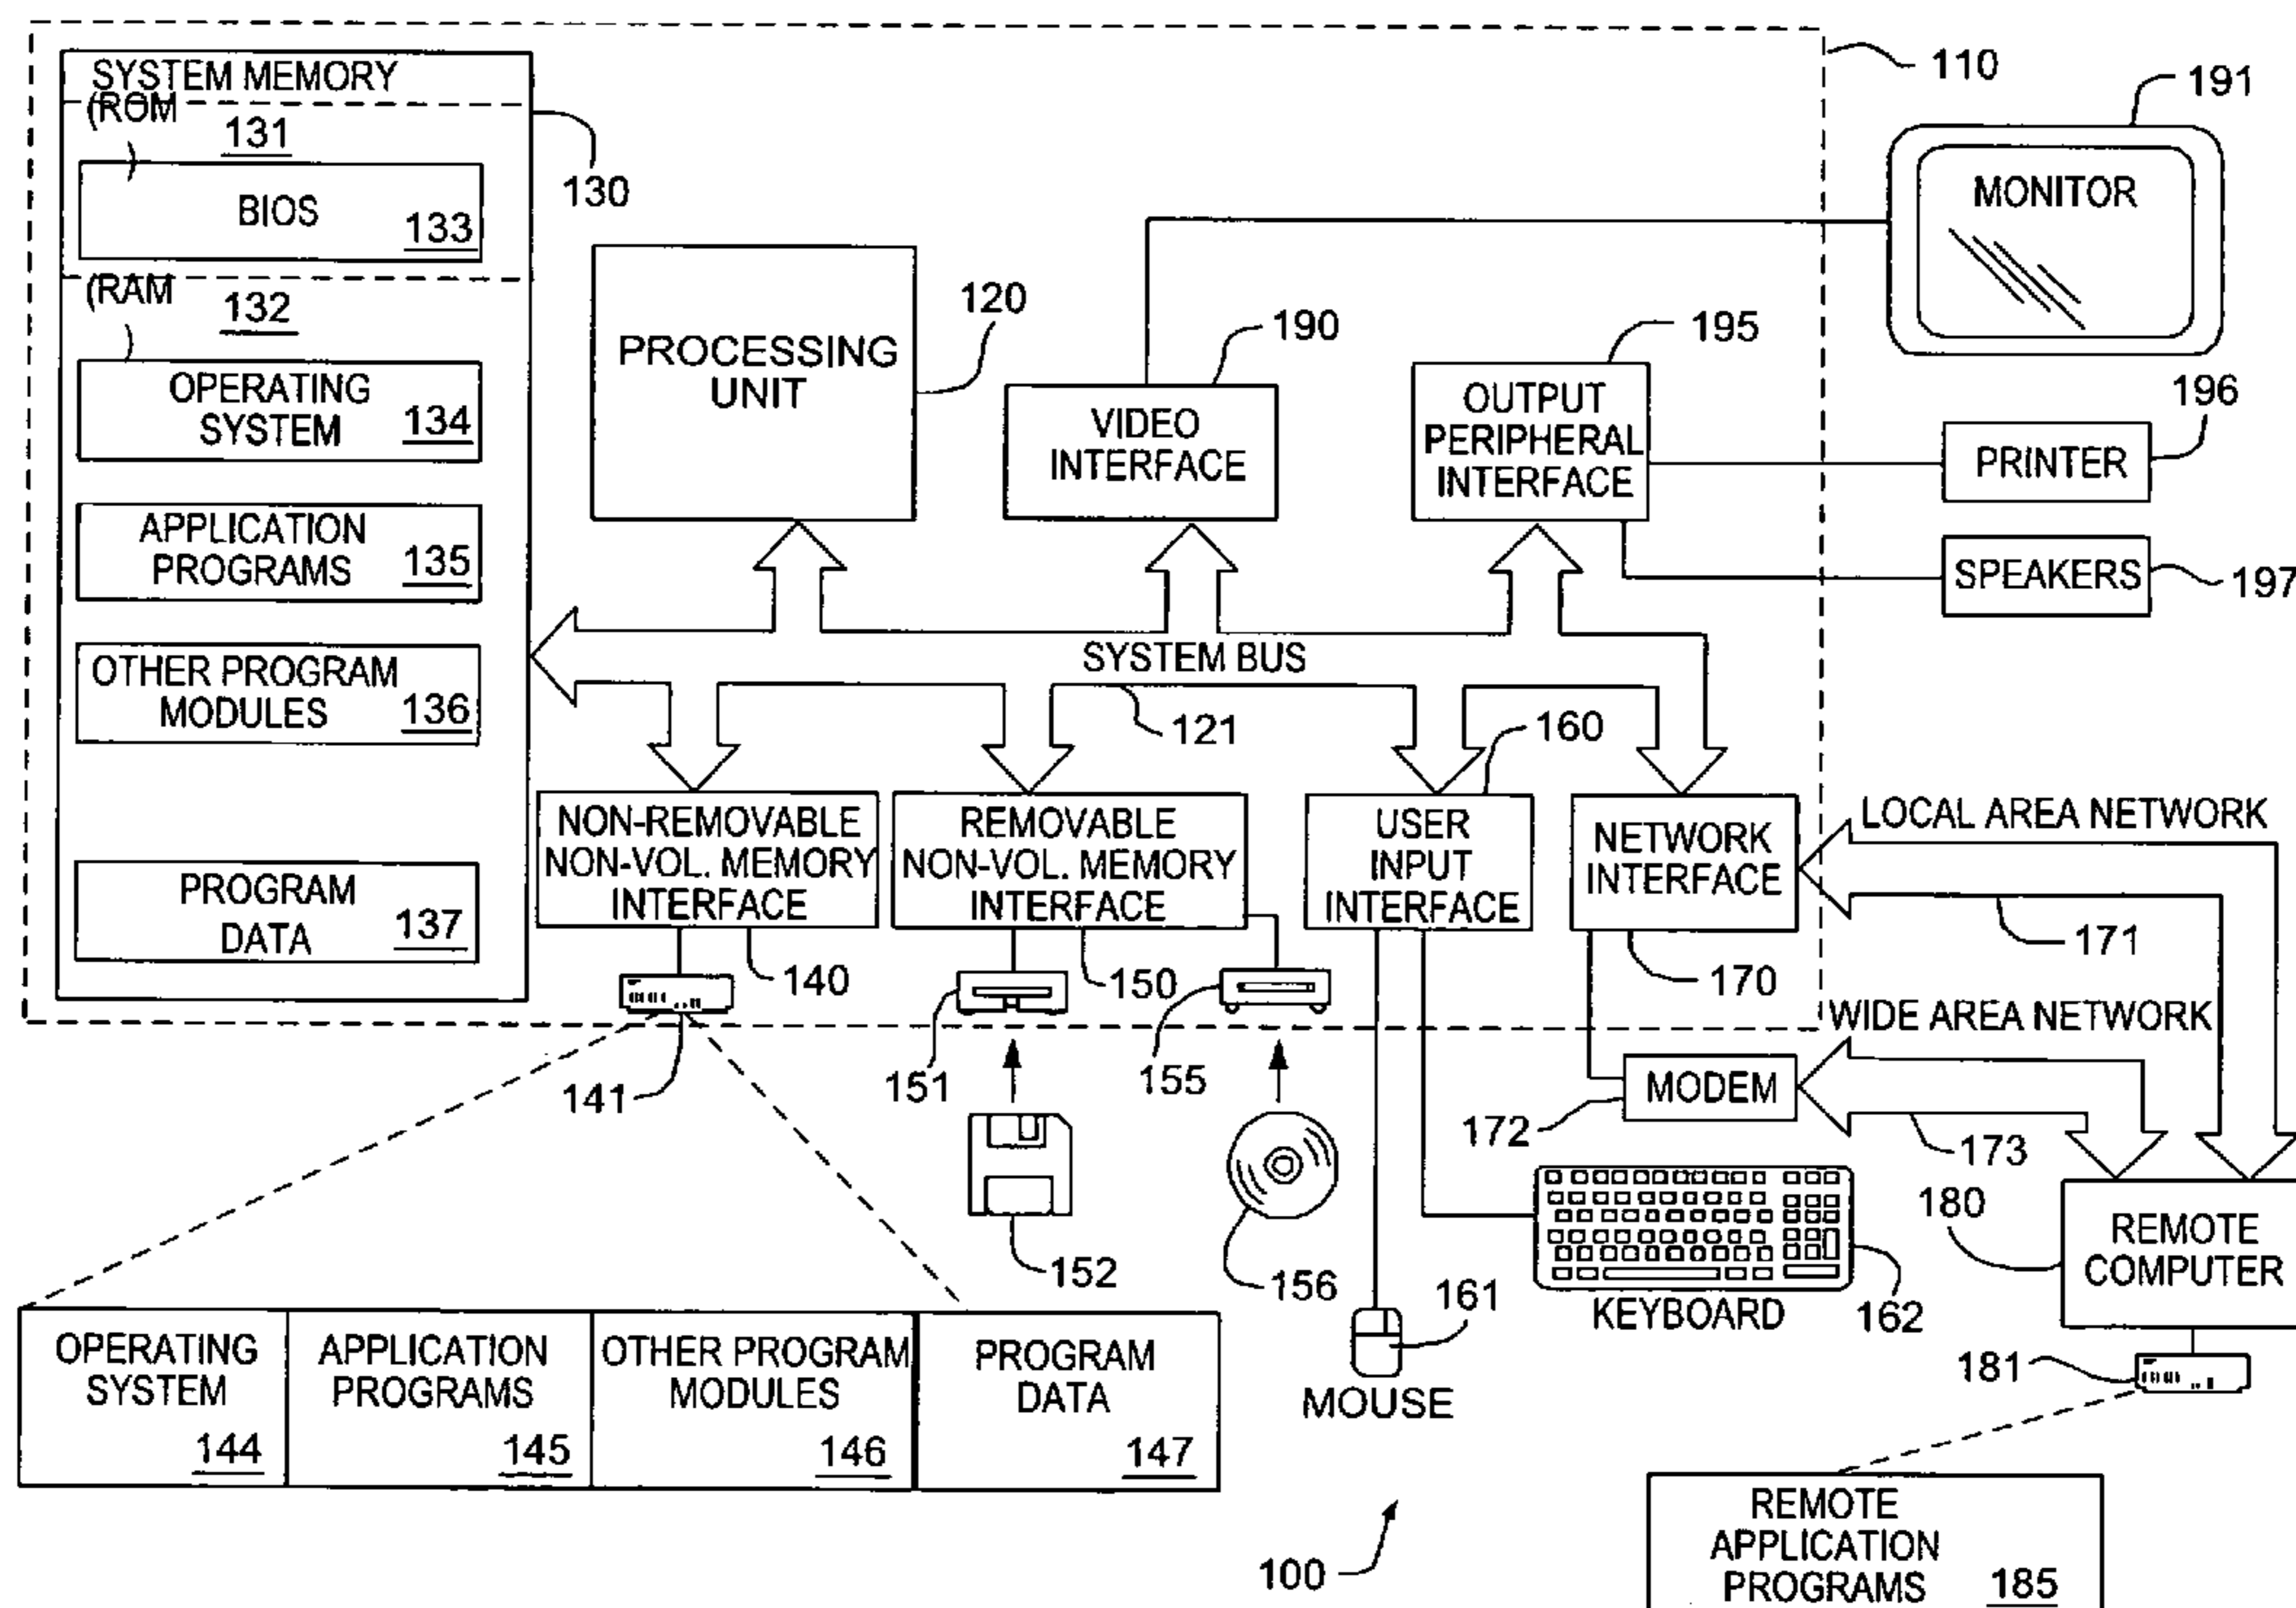 SYSTEM MEMORY
(ROM
131
BIOS
133
(RAM
132
OPERATING
SYSTEM
134
APPLICATION
PROGRAMS
135
OTHER PROGRAM
MODULES
136
PROGRAM
DATA
137
130
PROCESSING
UNIT
120
VIDEO
INTERFACE
190
OUTPUT
PERIPHERAL
INTERFACE
195
110
191
MONITOR
196
PRINTER
SPEAKERS
197
SYSTEM BUS
121
160
NON-REMOVABLE
NON-VOL. MEMORY
INTERFACE
140
REMOVABLE
NON-VOL. MEMORY
INTERFACE
150
USER
INPUT
INTERFACE
NETWORK
INTERFACE
170
LOCAL AREA NETWORK
171
WIDE AREA NETWORK
141
151
155
MODEM
172
173
152
156
161
MOUSE
KEYBOARD
162
180
REMOTE
COMPUTER
181
OPERATING
SYSTEM
144
APPLICATION
PROGRAMS
145
OTHER PROGRAM
MODULES
146
PROGRAM
DATA
147
100
REMOTE
APPLICATION
PROGRAMS
185